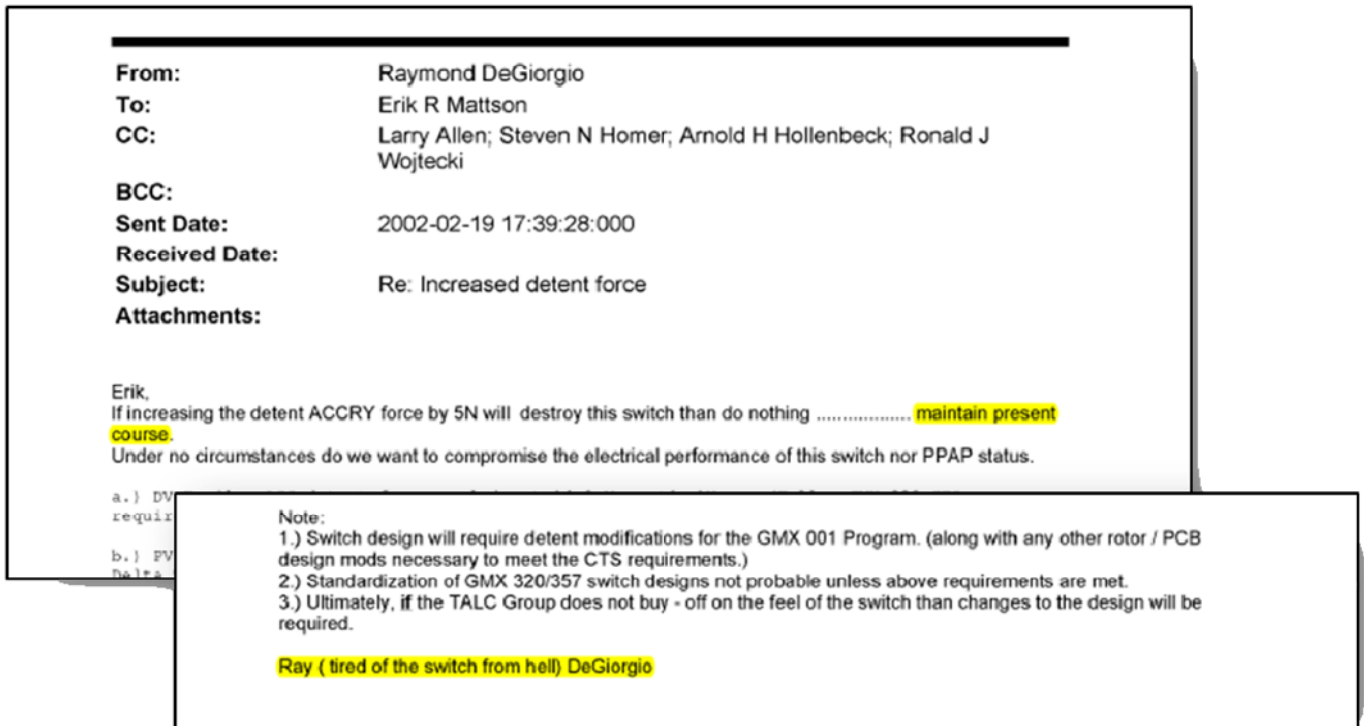 From: Raymond DeGiorgio
To: Erik R Mattson
CC: Larry Allen; Steven N Homer; Arnold H Hollenbeck; Ronald J
Wojtecki
BCC:
Sent Date: 2002-02-19 17:39:28:000
Received Date:
Subject: Re: Increased detent force
Attachments:
Erik,
If increasing the detent ACCRY force by 5N will destroy this switch than do nothing .................. maintain present
course.
Under no circumstances do we want to compromise the electrical performance of this switch nor PPAP status.
a.) DV
requir
b.) PV
Delta
Note:
1.) Switch design will require detent modifications for the GMX 001 Program. (along with any other rotor / PCB
design mods necessary to meet the CTS requirements.)
2.) Standardization of GMX 320/357 switch designs not probable unless above requirements are met.
3.) Ultimately, if the TALC Group does not buy - off on the feel of the switch than changes to the design will be
required.
Ray ( tired of the switch from hell) DeGiorgio